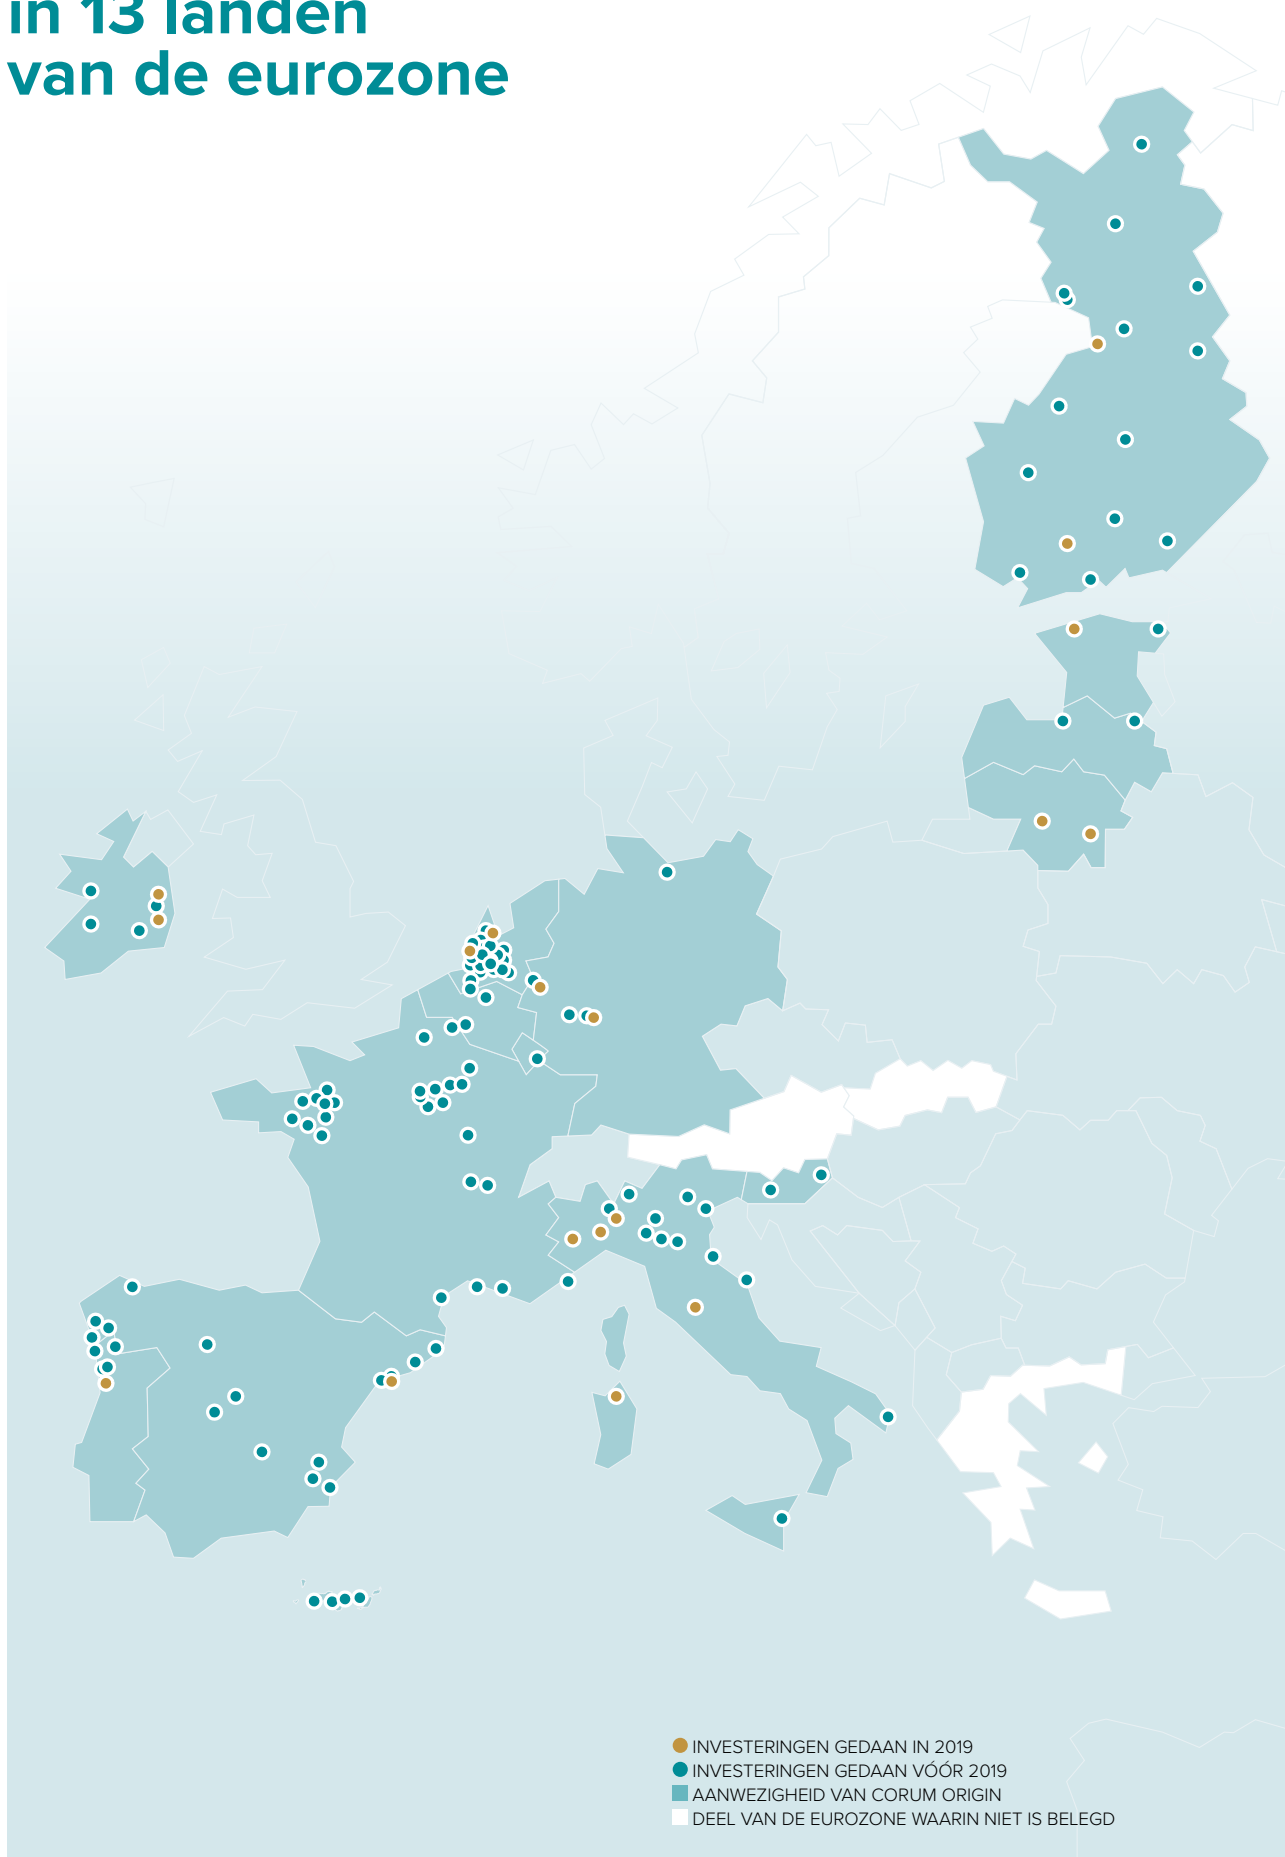 in 13 landen
van de eurozone
INVESTERINGEN GEDAAN IN 2019
INVESTERINGEN GEDAAN VÓÓR 2019
AANWEZIGHEID VAN CORUM ORIGIN
DEEL VAN DE EUROZONE WAARIN NIET IS BELEGD